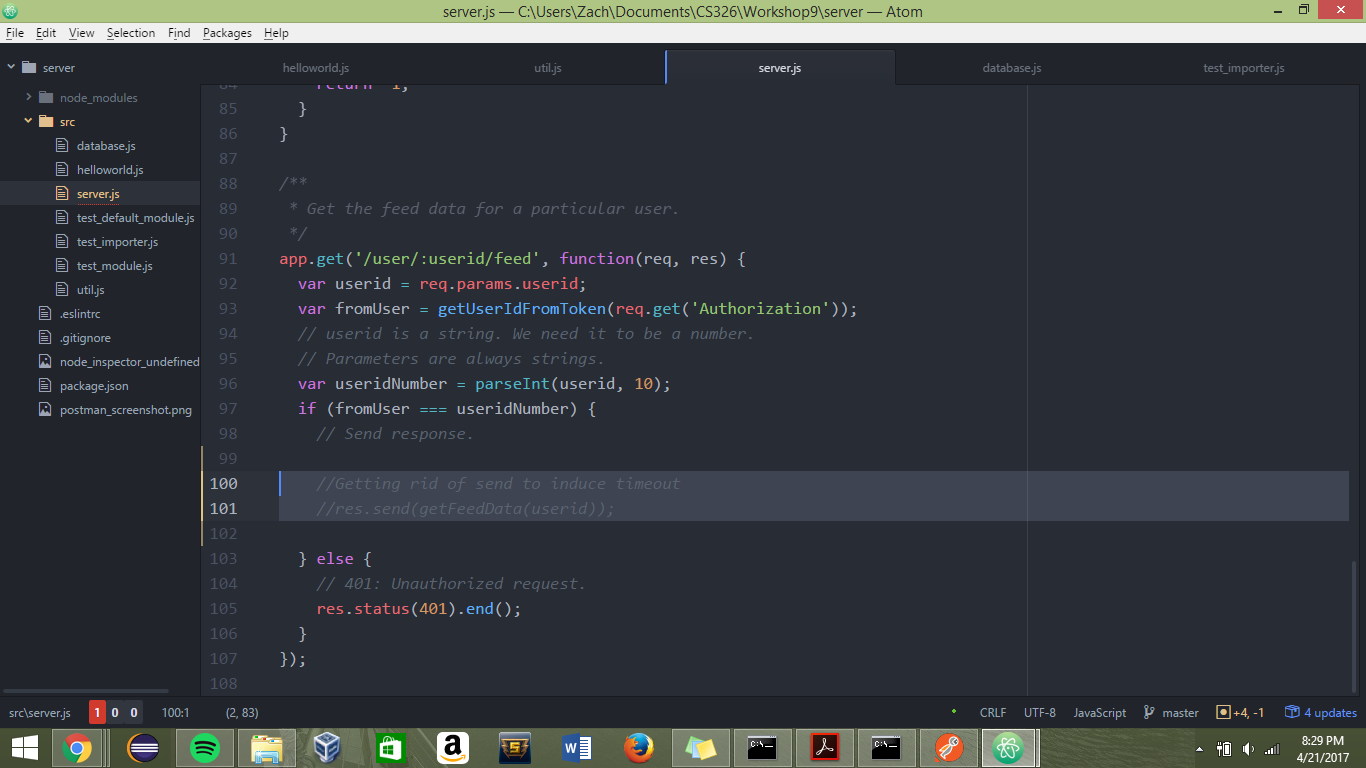 server.js — C:\Users\Zach\Documents\CS326\Workshop9\server — Atom
File Edit View Selection Find Packages Help
server
node_modules
src
database.js
helloworld.js
server.js
test_default_module.js
test_importer.js
test_module.js
util.js
.eslintrc
.gitignore
node_inspector_undefined
package.json
postman_screenshot.png
helloworld.js util.js server.js database.js test_importer.js
85 }
86 }
87
88 /**
89 * Get the feed data for a particular user.
90 */
91 app.get('/user/:userid/feed', function(req, res) {
92 var userid = req.params.userid;
93 var fromUser = getUserIdFromToken(req.get('Authorization'));
94 // userid is a string. We need it to be a number.
95 // Parameters are always strings.
96 var useridNumber = parseInt(userid, 10);
97 if (fromUser === useridNumber) {
98 // Send response.
99
100 //Getting rid of send to induce timeout
101 //res.send(getFeedData(userid));
102
103 } else {
104 // 401: Unauthorized request.
105 res.status(401).end();
106 }
107 });
108
src\server.js 1 0 0 100:1 (2, 83) CRLF UTF-8 JavaScript master +4, -1 4 updates
8:29 PM
4/21/2017